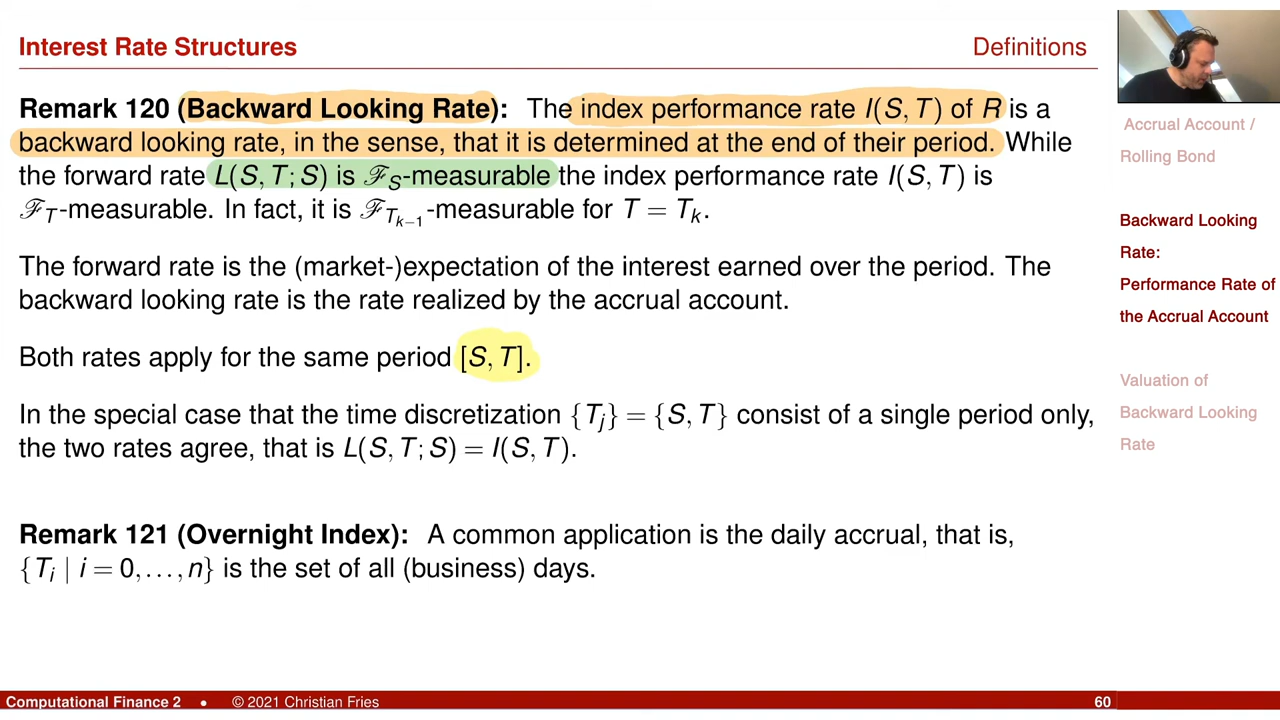 Interest Rate Structures
Definitions
Remark 120 (Backward Looking Rate): The index performance rate I(S, T) of R is a
backward looking rate, in the sense, that it is determined at the end of their period. While
the forward rate L(S, T; S) is ℱ_S-measurable the index performance rate I(S, T) is
ℱ_T-measurable. In fact, it is ℱ_{T_{k−1}}-measurable for T = T_k.
The forward rate is the (market-)expectation of the interest earned over the period. The
backward looking rate is the rate realized by the accrual account.
Both rates apply for the same period [S, T].
In the special case that the time discretization {T_j} = {S, T} consist of a single period only,
the two rates agree, that is L(S, T; S) = I(S, T).
Remark 121 (Overnight Index): A common application is the daily accrual, that is,
{T_i | i = 0, . . . , n} is the set of all (business) days.
Accrual Account /
Rolling Bond
Backward Looking
Rate:
Performance Rate of
the Accrual Account
Valuation of
Backward Looking
Rate
Computational Finance 2 • © 2021 Christian Fries
60